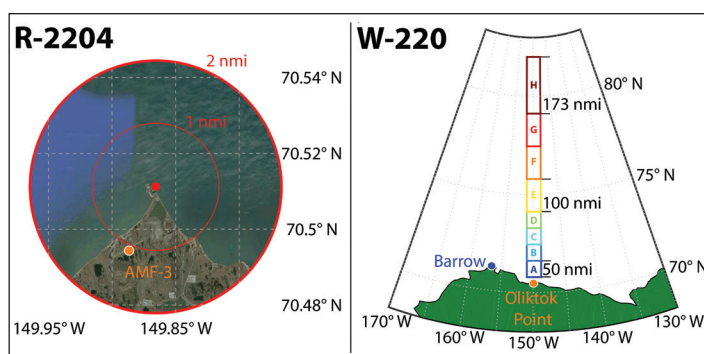 R-2204
2 nmi
1 nmi
AMF-3
70.54° N
70.52° N
70.5° N
70.48° N
149.95° W
149.85° W
W-220
H
173 nmi
G
F
E
100 nmi
D
C
B
A
50 nmi
Barrow
Oliktok
Point
80° N
75° N
70° N
170° W
160° W
150° W
140° W
130° W